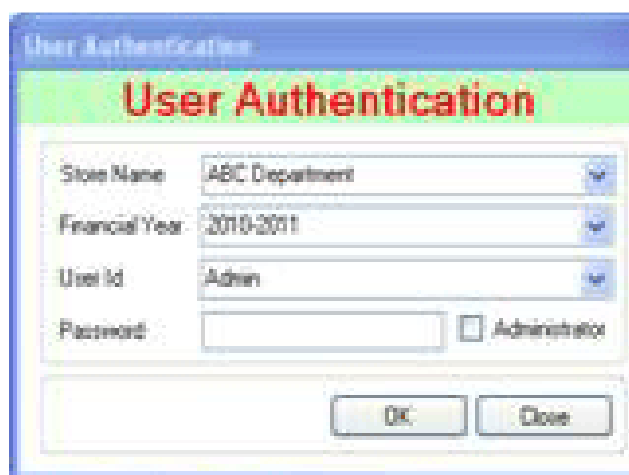 User Authentication
User Authentication
Store Name ABC Department
Financial Year 2010-2011
User Id Admin
Password Administrator
OK Close